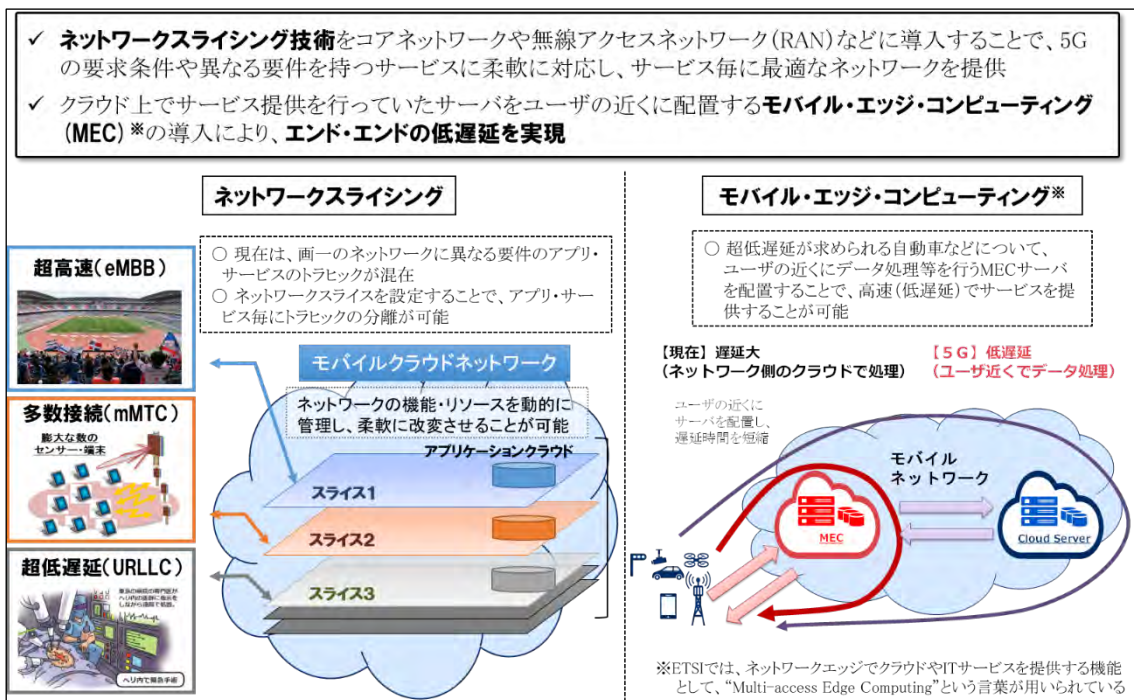 ✓ ネットワークスライシング技術をコアネットワークや無線アクセスネットワーク(RAN)などに導入することで、5G
の要求条件や異なる要件を持つサービスに柔軟に対応し、サービス毎に最適なネットワークを提供
✓ クラウド上でサービス提供を行っていたサーバをユーザの近くに配置するモバイル・エッジ・コンピューティング
(MEC)※の導入により、エンド・エンドの低遅延を実現
ネットワークスライシング
○ 現在は、画一のネットワークに異なる要件のアプリ・
サービスのトラヒックが混在
○ ネットワークスライスを設定することで、アプリ・サー
ビス毎にトラヒックの分離が可能
超高速(eMBB)
多数接続(mMTC)
膨大な数の
センサー・端末
超低遅延(URLLC)
東京の病院の専門医が
ヘリ内の医師に指示を
しながら遠隔で処置。
ヘリ内で緊急手術
モバイルクラウドネットワーク
ネットワークの機能・リソースを動的に
管理し、柔軟に改変させることが可能
アプリケーションクラウド
スライス1
スライス2
スライス3
モバイル・エッジ・コンピューティング※
○ 超低遅延が求められる自動車などについて、
ユーザの近くにデータ処理等を行うMECサーバ
を配置することで、高速(低遅延)でサービスを提
供することが可能
【現在】遅延大
(ネットワーク側のクラウドで処理)
【5G】低遅延
(ユーザ近くでデータ処理)
ユーザの近くに
サーバを配置し、
遅延時間を短縮
モバイル
ネットワーク
MEC
Cloud Server
※ETSIでは、ネットワークエッジでクラウドやITサービスを提供する機能
として、“Multi-access Edge Computing”という言葉が用いられている